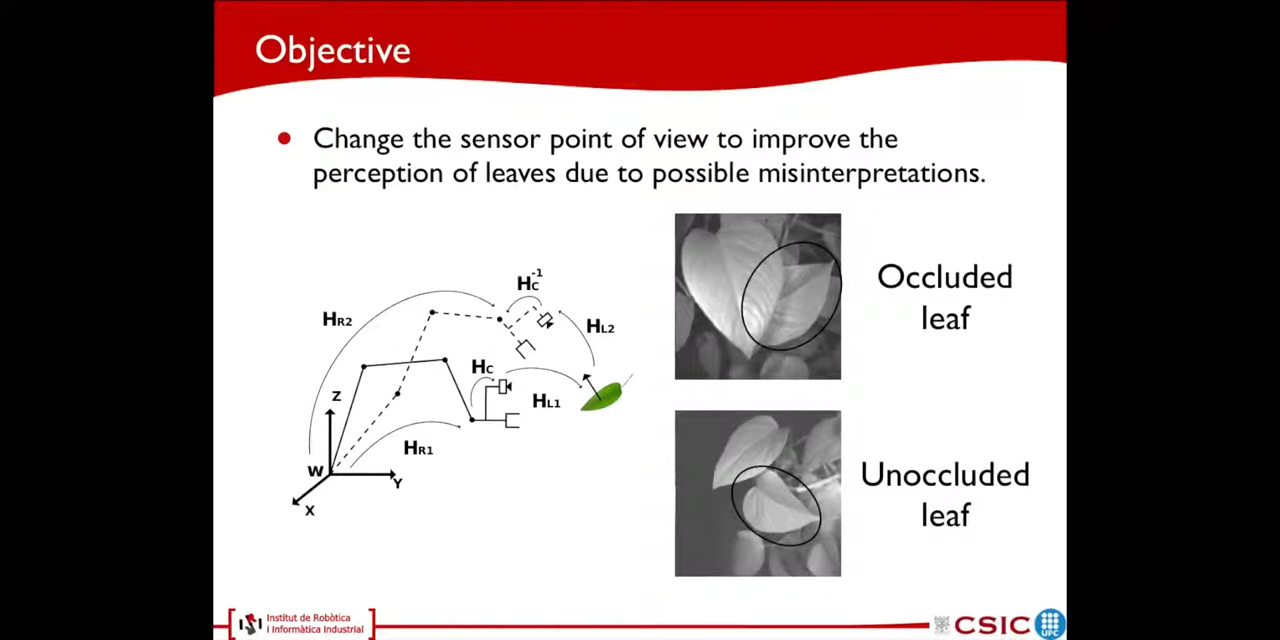 Objective
• Change the sensor point of view to improve the
perception of leaves due to possible misinterpretations.
Hc-1
HR2
HL2
Hc
Z
HL1
HR1
W
Y
X
Occluded
leaf
Unoccluded
leaf
Institut de Robòtica
i Informàtica Industrial
CSIC
UPC